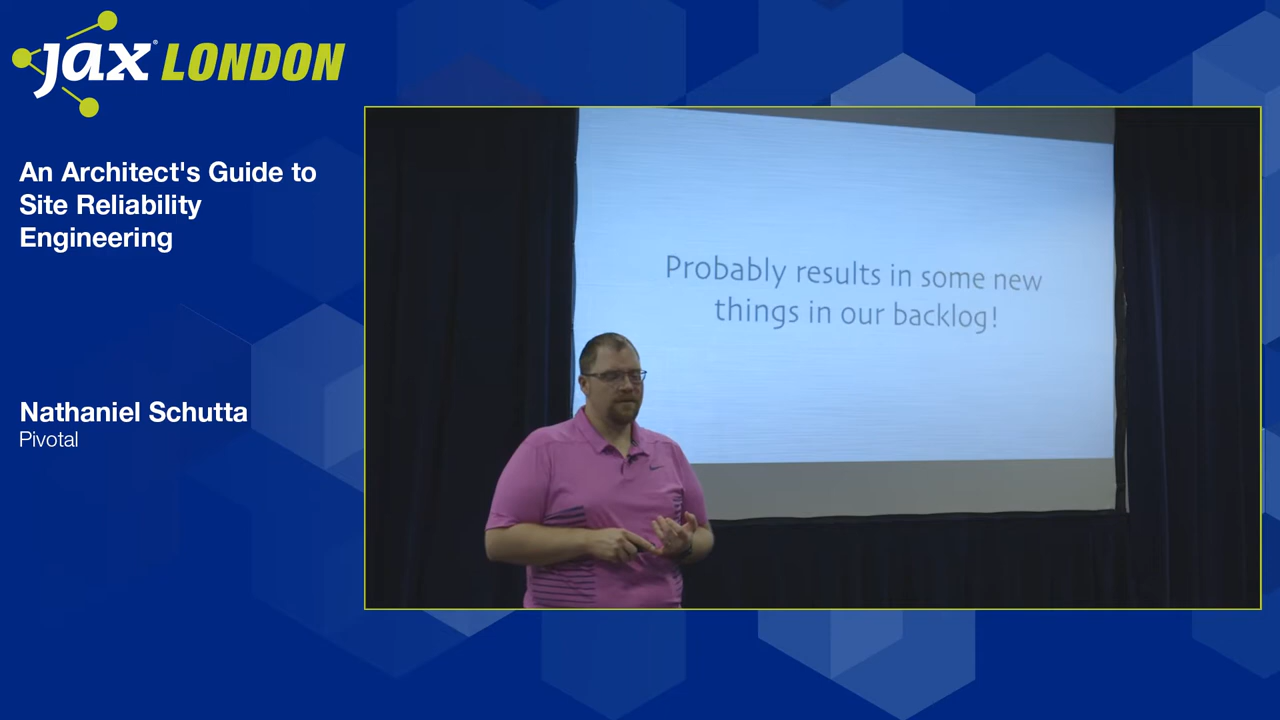 jax® LONDON
An Architect's Guide to
Site Reliability
Engineering
Nathaniel Schutta
Pivotal
Probably results in some new
things in our backlog!